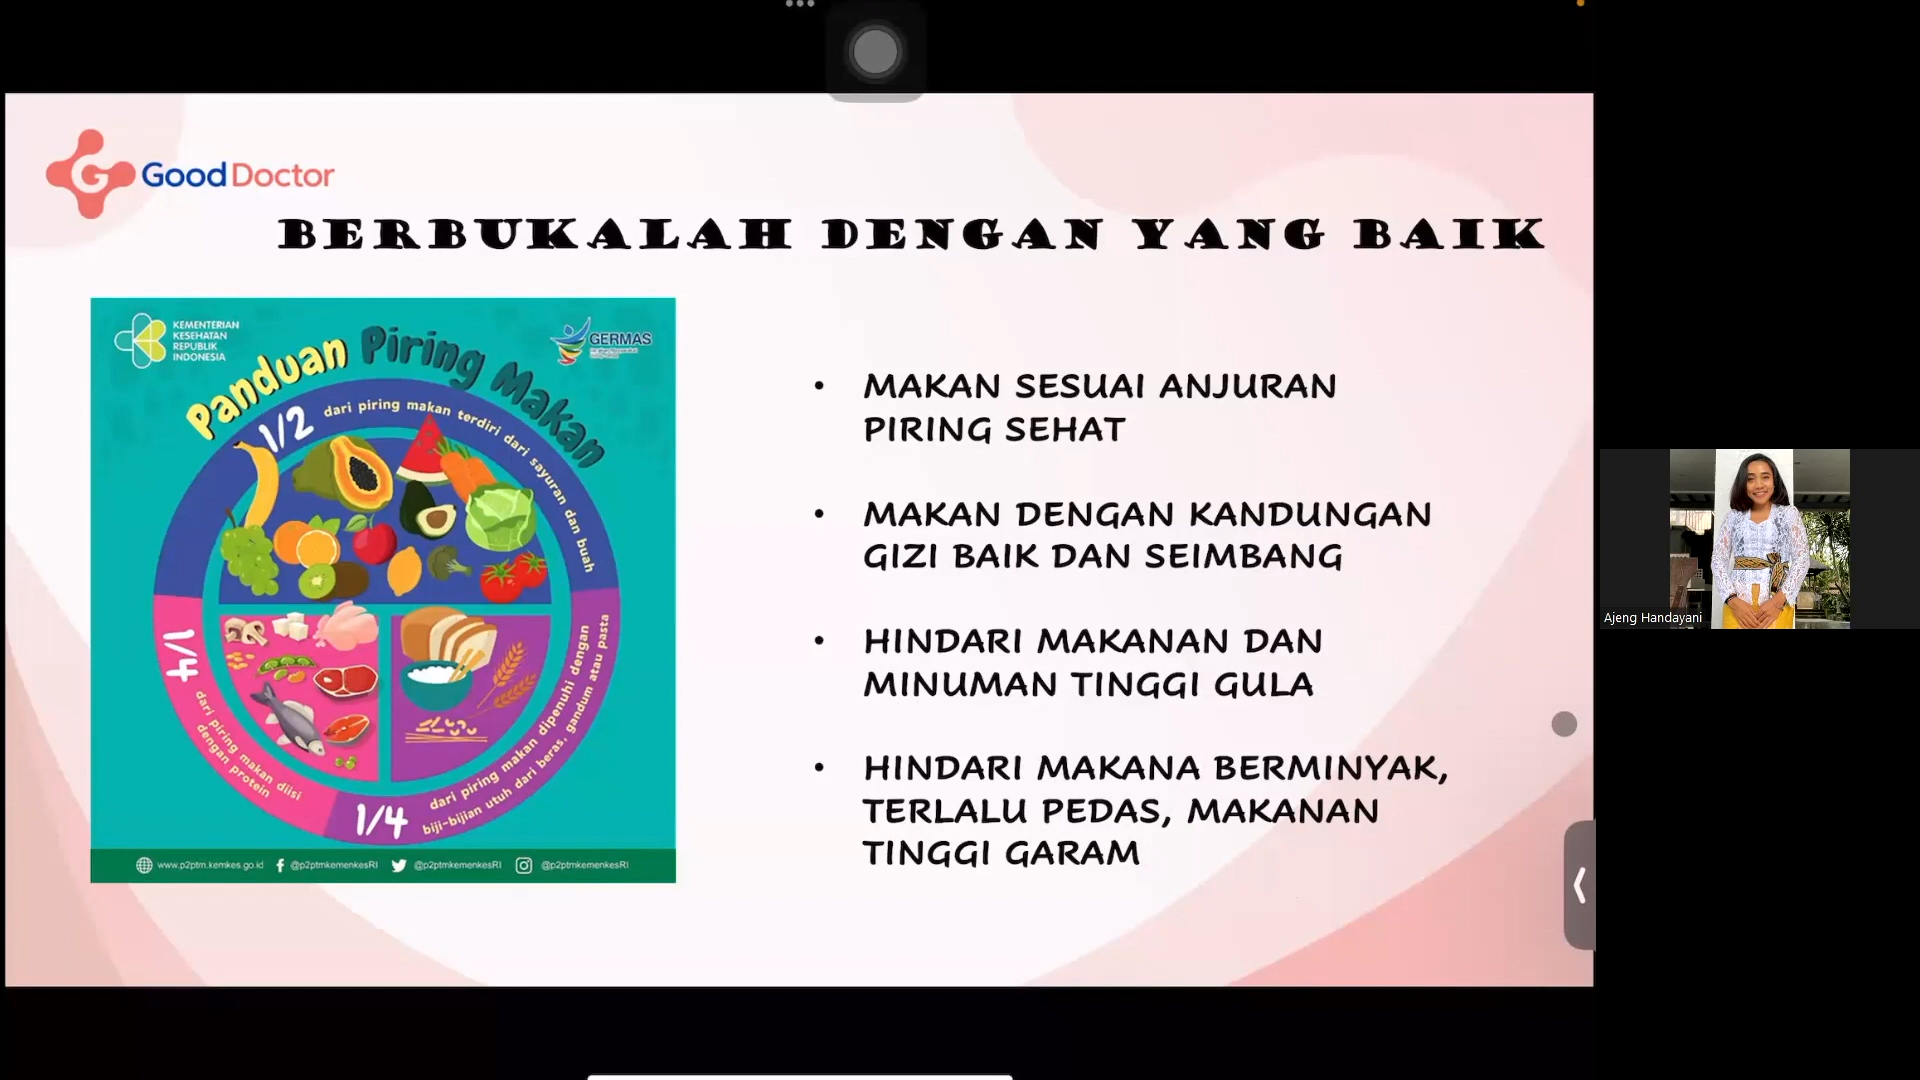 GoodDoctor
BERBUKALAH DENGAN YANG BAIK
KEMENTERIAN
KESEHATAN
REPUBLIK
INDONESIA
GERMAS
Panduan Piring Makan
1/2 dari piring makan terdiri dari sayuran dan buah
1/4 dari piring makan diisi
dengan protein
1/4 dari piring makan dipenuhi dengan
biji-bijian utuh dari beras, gandum atau pasta
www.p2ptm.kemkes.go.id @p2ptmkemenkesRI @p2ptmkemenkesRI @p2ptmkemenkesRI
• MAKAN SESUAI ANJURAN
PIRING SEHAT
• MAKAN DENGAN KANDUNGAN
GIZI BAIK DAN SEIMBANG
• HINDARI MAKANAN DAN
MINUMAN TINGGI GULA
• HINDARI MAKANA BERMINYAK,
TERLALU PEDAS, MAKANAN
TINGGI GARAM
Ajeng Handayani